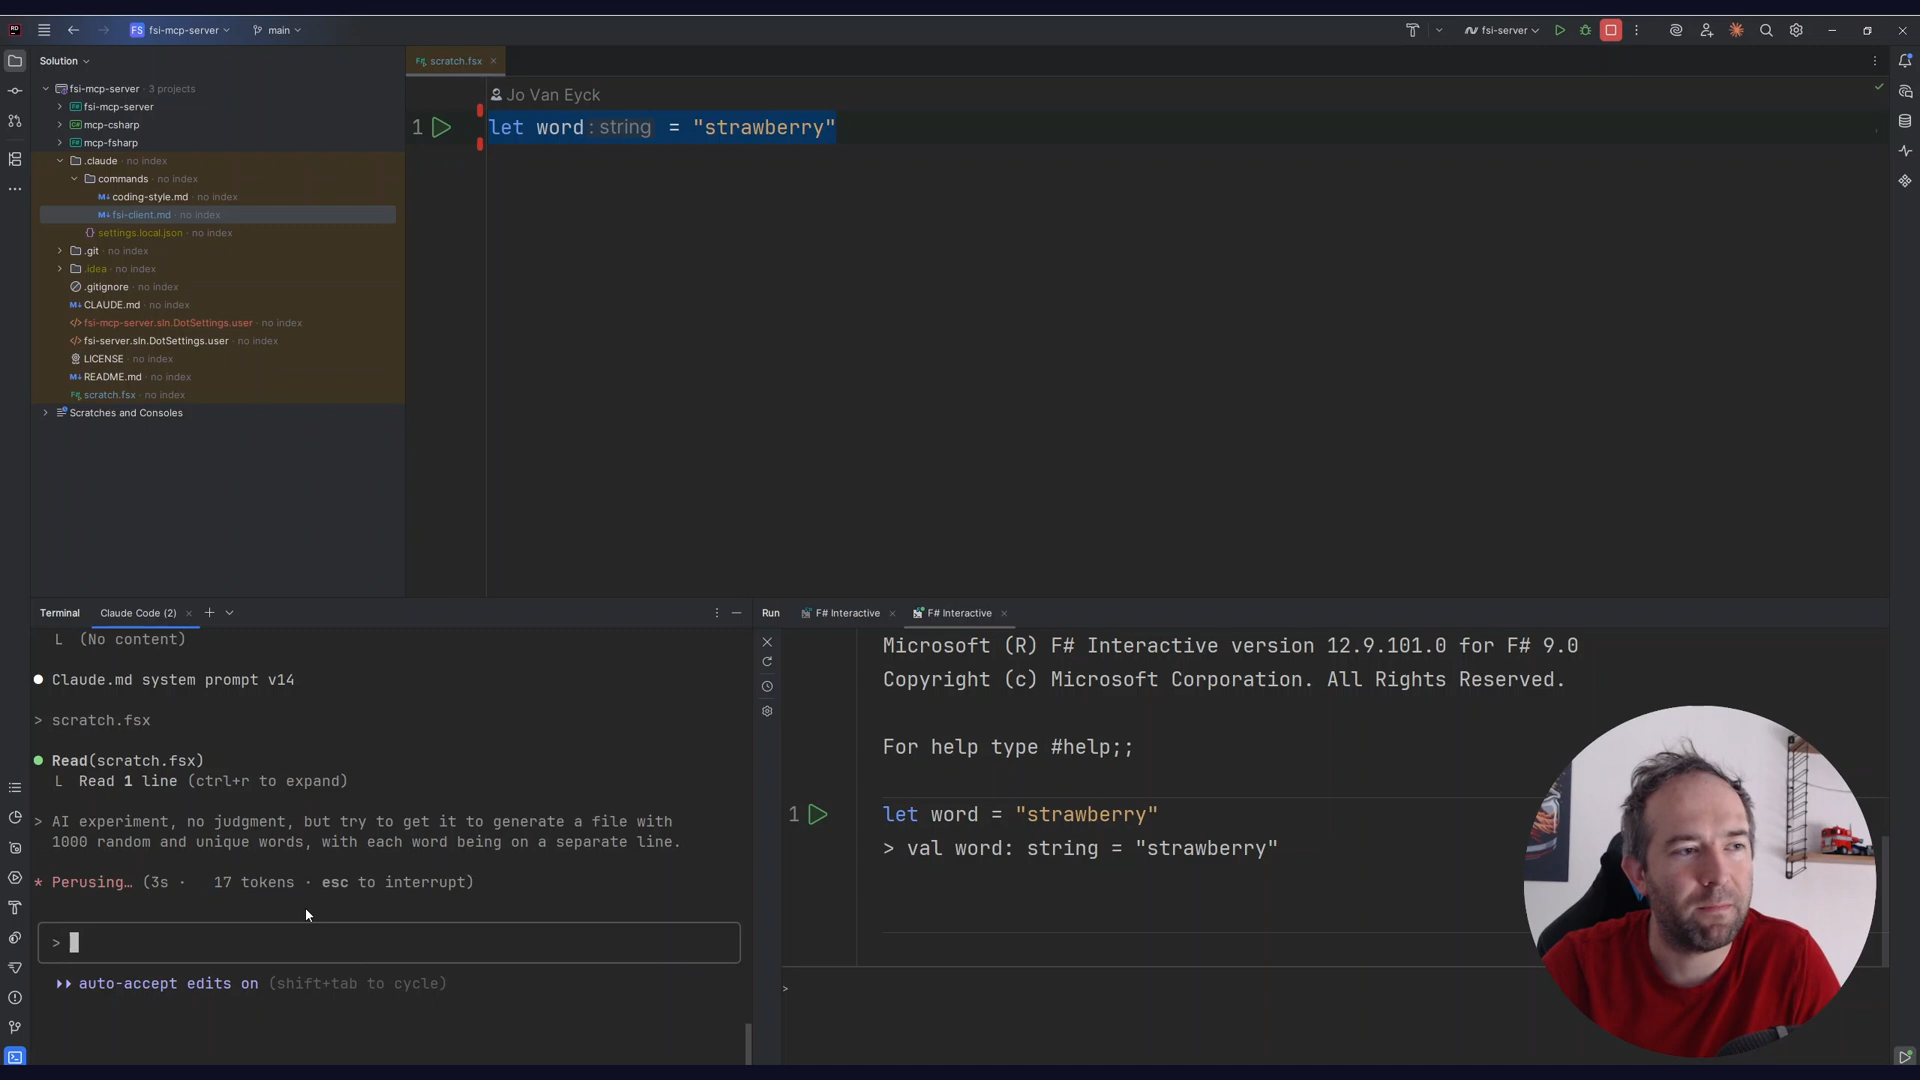 FS fsi-mcp-server main fsi-server
Solution
fsi-mcp-server · 3 projects
fsi-mcp-server
mcp-csharp
mcp-fsharp
.claude · no index
commands · no index
coding-style.md · no index
fsi-client.md · no index
settings.local.json · no index
.git · no index
.idea · no index
.gitignore · no index
CLAUDE.md · no index
fsi-mcp-server.sln.DotSettings.user · no index
fsi-server.sln.DotSettings.user · no index
LICENSE · no index
README.md · no index
scratch.fsx · no index
Scratches and Consoles
scratch.fsx
Jo Van Eyck
1 let word : string = "strawberry"
Terminal Claude Code (2)
L (No content)
Claude.md system prompt v14
> scratch.fsx
Read(scratch.fsx)
L Read 1 line (ctrl+r to expand)
> AI experiment, no judgment, but try to get it to generate a file with
1000 random and unique words, with each word being on a separate line.
* Perusing… (3s · 17 tokens · esc to interrupt)
>
auto-accept edits on (shift+tab to cycle)
Run F# Interactive F# Interactive
Microsoft (R) F# Interactive version 12.9.101.0 for F# 9.0
Copyright (c) Microsoft Corporation. All Rights Reserved.
For help type #help;;
1 let word = "strawberry"
> val word: string = "strawberry"
>